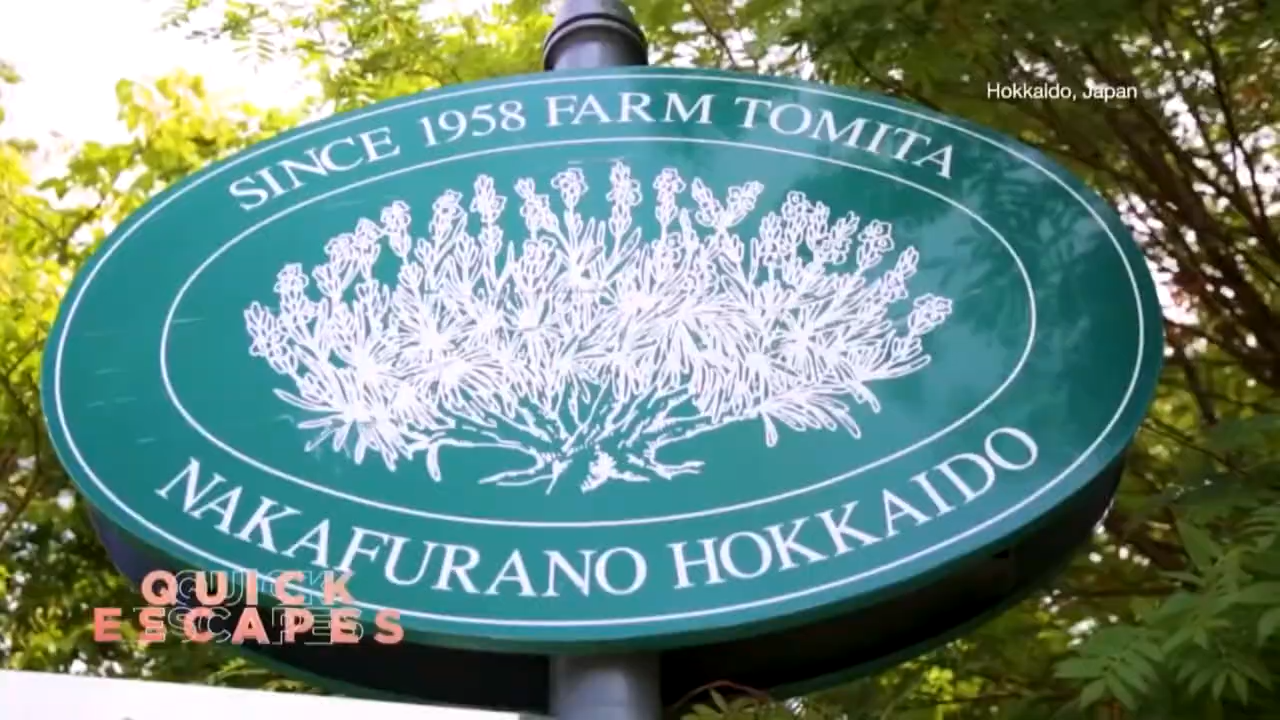 Hokkaido, Japan
SINCE 1958 FARM TOMITA
NAKAFURANO HOKKAIDO
QUICK
ESCAPES